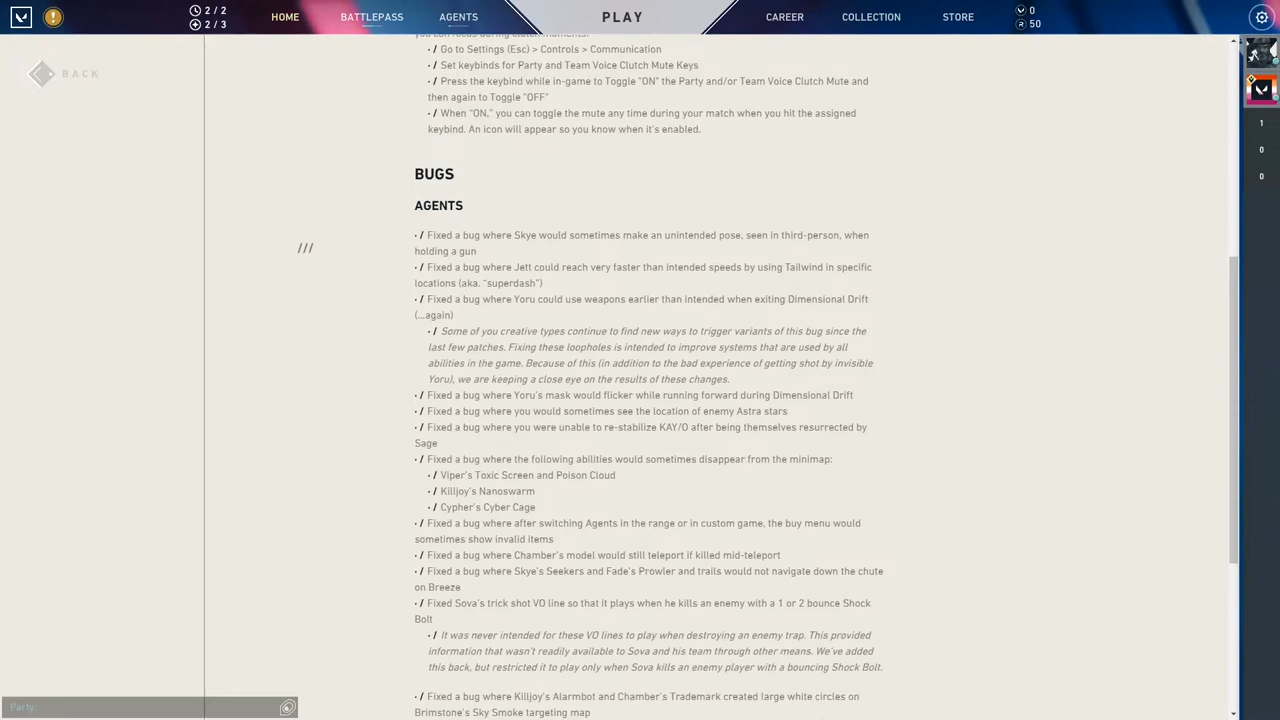 2 / 2
2 / 3
HOME
BATTLEPASS
AGENTS
PLAY
CAREER
COLLECTION
STORE
0
50
BACK
you can focus during clutch moments.
· / Go to Settings (Esc) > Controls > Communication
· / Set keybinds for Party and Team Voice Clutch Mute Keys
· / Press the keybind while in-game to Toggle "ON" the Party and/or Team Voice Clutch Mute and
then again to Toggle "OFF"
· / When “ON,” you can toggle the mute any time during your match when you hit the assigned
keybind. An icon will appear so you know when it’s enabled.
1
0
0
BUGS
AGENTS
///
· / Fixed a bug where Skye would sometimes make an unintended pose, seen in third-person, when
holding a gun
· / Fixed a bug where Jett could reach very faster than intended speeds by using Tailwind in specific
locations (aka. “superdash”)
· / Fixed a bug where Yoru could use weapons earlier than intended when exiting Dimensional Drift
(...again)
· / Some of you creative types continue to find new ways to trigger variants of this bug since the
last few patches. Fixing these loopholes is intended to improve systems that are used by all
abilities in the game. Because of this (in addition to the bad experience of getting shot by invisible
Yoru), we are keeping a close eye on the results of these changes.
· / Fixed a bug where Yoru’s mask would flicker while running forward during Dimensional Drift
· / Fixed a bug where you would sometimes see the location of enemy Astra stars
· / Fixed a bug where you were unable to re-stabilize KAY/O after being themselves resurrected by
Sage
· / Fixed a bug where the following abilities would sometimes disappear from the minimap:
· / Viper’s Toxic Screen and Poison Cloud
· / Killjoy’s Nanoswarm
· / Cypher’s Cyber Cage
· / Fixed a bug where after switching Agents in the range or in custom game, the buy menu would
sometimes show invalid items
· / Fixed a bug where Chamber’s model would still teleport if killed mid-teleport
· / Fixed a bug where Skye’s Seekers and Fade’s Prowler and trails would not navigate down the chute
on Breeze
· / Fixed Sova’s trick shot VO line so that it plays when he kills an enemy with a 1 or 2 bounce Shock
Bolt
· / It was never intended for these VO lines to play when destroying an enemy trap. This provided
information that wasn’t readily available to Sova and his team through other means. We’ve added
this back, but restricted it to play only when Sova kills an enemy player with a bouncing Shock Bolt.
· / Fixed a bug where Killjoy’s Alarmbot and Chamber’s Trademark created large white circles on
Brimstone’s Sky Smoke targeting map
Party: